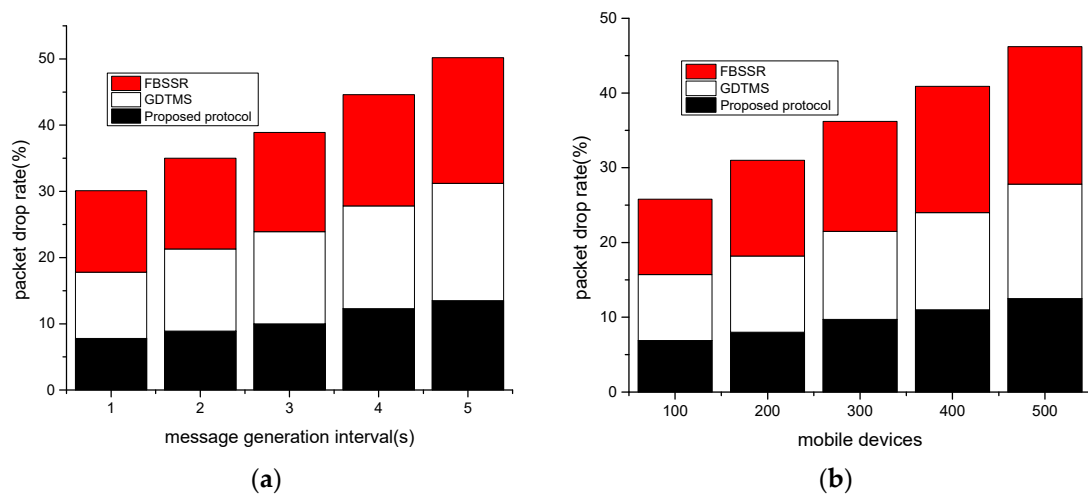 50
40
30
20
10
0
packet drop rate(%)
FBSSR
GDTMS
Proposed protocol
1 2 3 4 5
message generation interval(s)
(a)
50
40
30
20
10
0
packet drop rate(%)
FBSSR
GDTMS
Proposed protocol
100 200 300 400 500
mobile devices
(b)